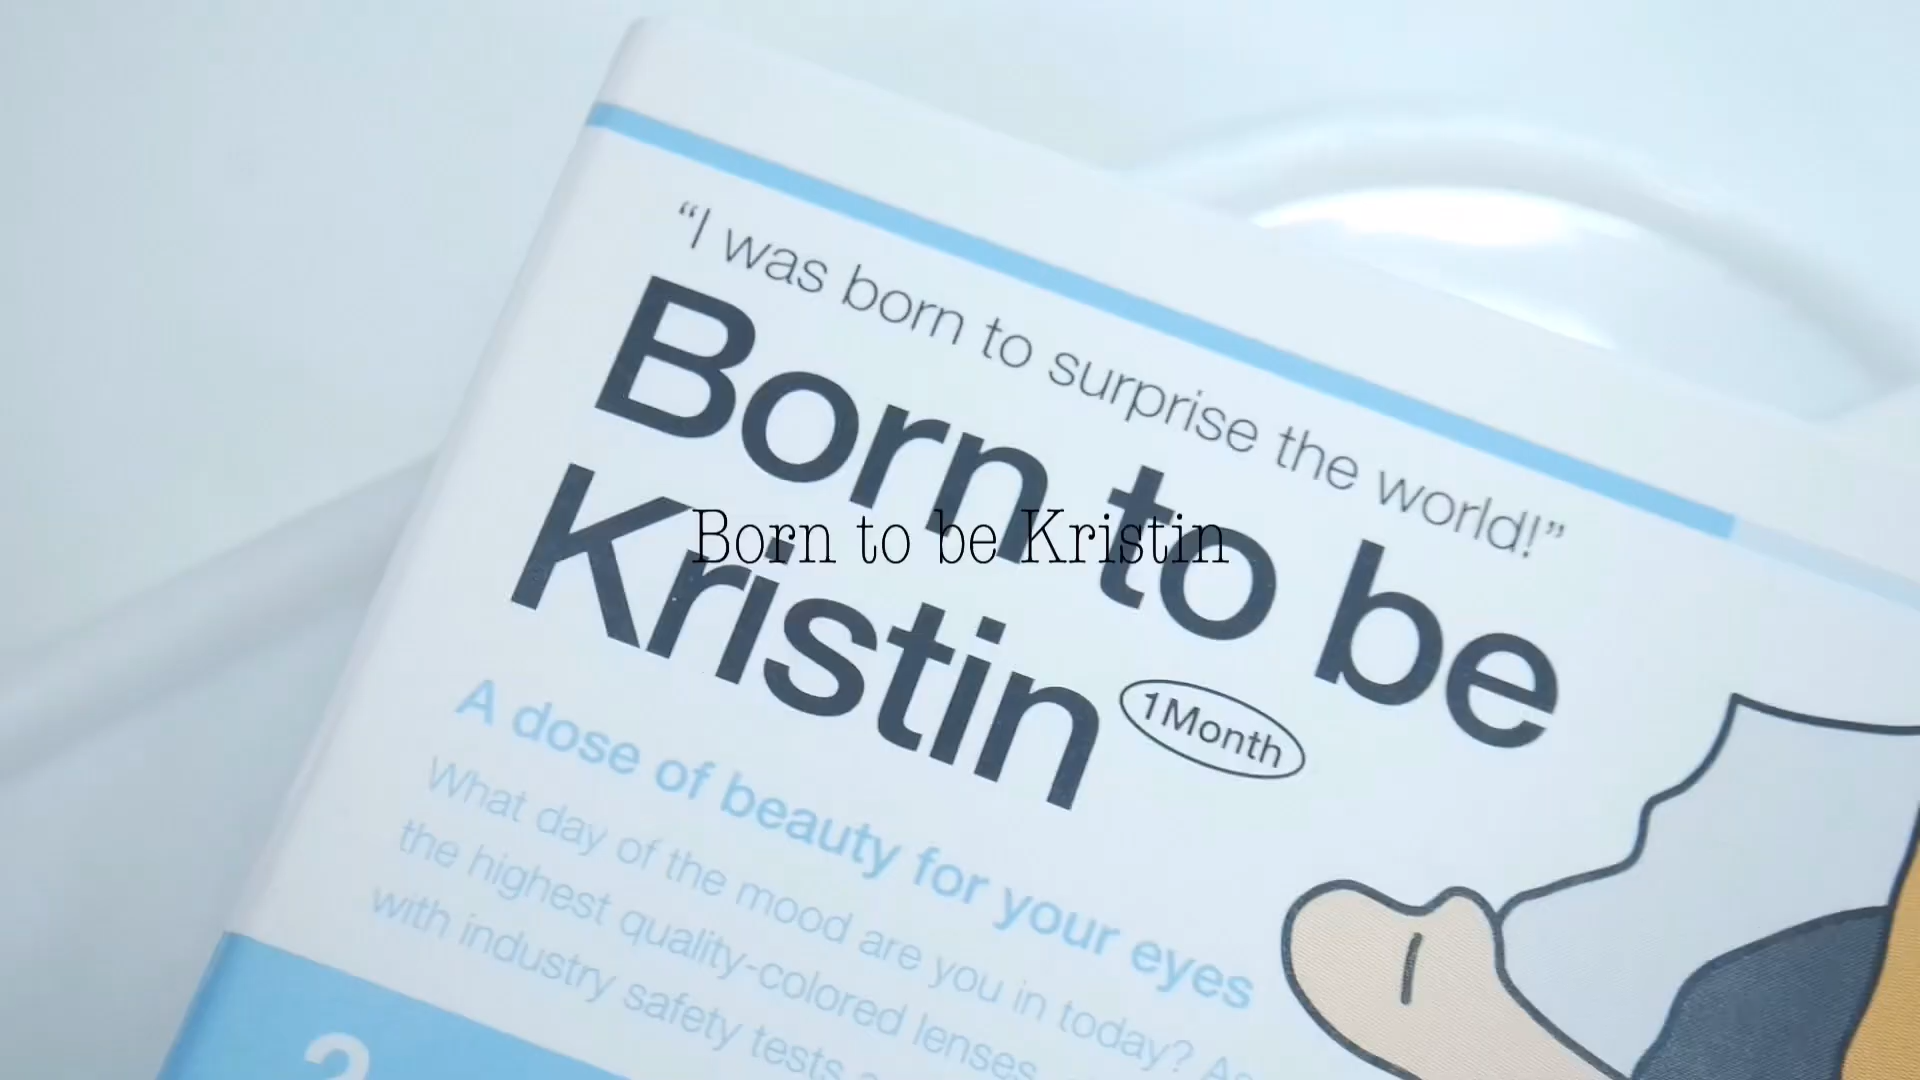 “I was born to surprise the world!”
Born to be
Kristin
1Month
Born to be Kristin
A dose of beauty for your eyes
What day of the mood are you in today?
the highest quality-colored lenses
with industry safety tests
2